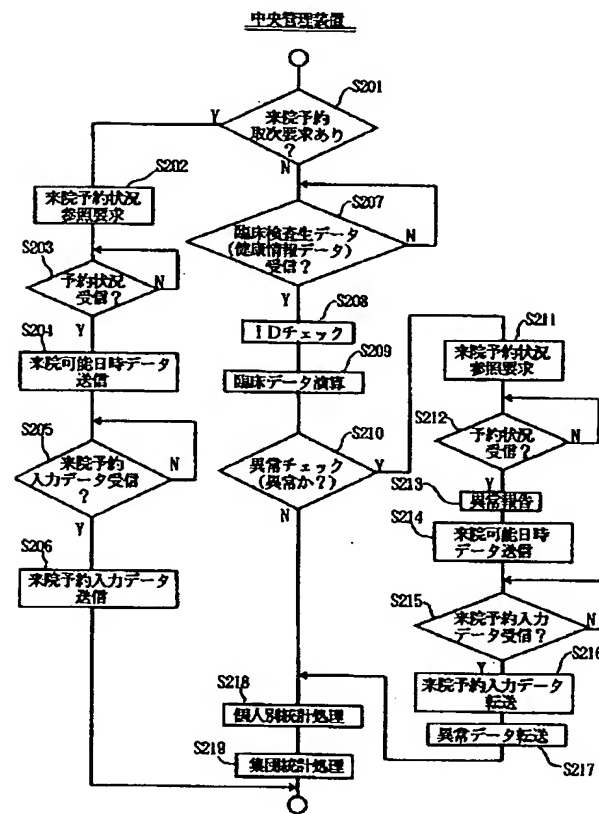 中央管理装置
S201
来院予約
取次要求あり
?
Y
N
S202
来院予約状況
参照要求
S203
予約状況
受信?
N
Y
S204
来院可能日時データ
送信
S205
来院予約
入力データ受信
?
N
Y
S206
来院予約入力データ
送信
S207
臨床検査生データ
(健康情報データ)
受信?
N
Y
S208
IDチェック
S209
臨床データ演算
S210
異常チェック
(異常か?)
Y
N
S211
来院予約状況
参照要求
S212
予約状況
受信?
N
Y
S213
異常報告
S214
来院可能日時
データ送信
S215
来院予約入力
データ受信?
N
Y
S216
来院予約入力データ
転送
異常データ転送
S217
S218
個人別統計処理
S219
集団統計処理